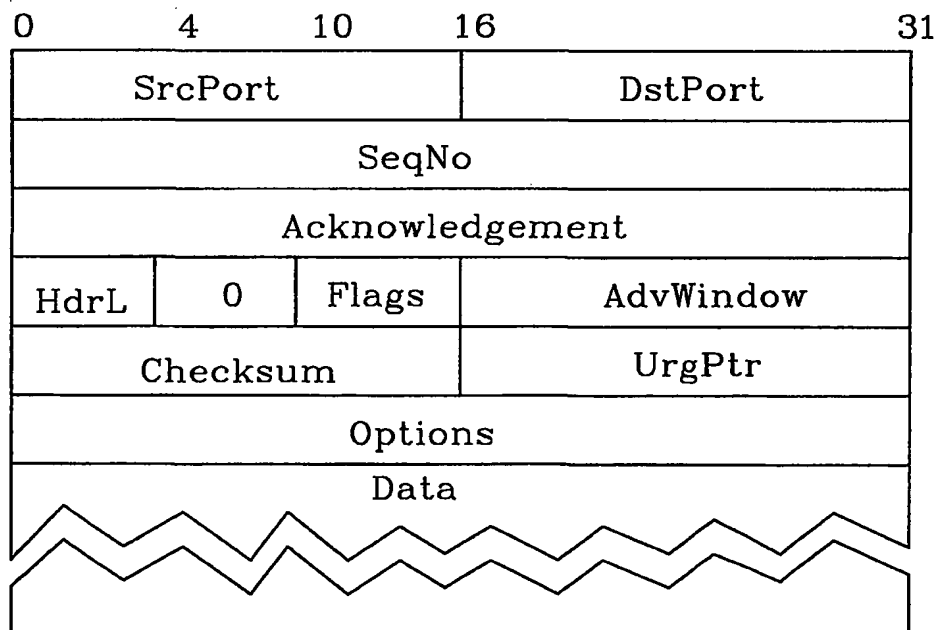 0 4 10 16 31
SrcPort DstPort
SeqNo
Acknowledgement
HdrL 0 Flags AdvWindow
Checksum UrgPtr
Options
Data